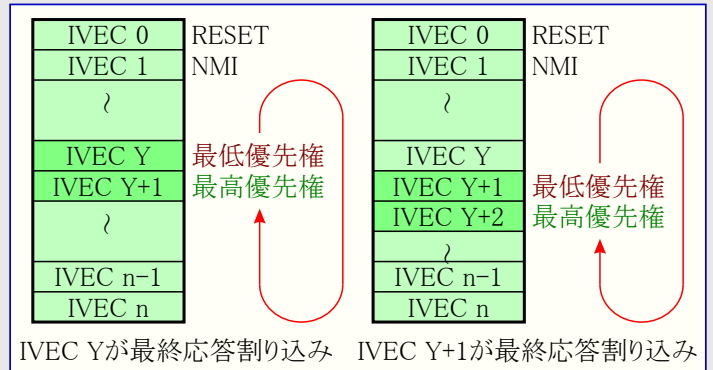 IVEC 0 RESET
IVEC 1 NMI
~
IVEC Y 最低優先権
IVEC Y+1 最高優先権
~
IVEC n-1
IVEC n
IVEC Yが最終応答割り込み
IVEC 0 RESET
IVEC 1 NMI
~
IVEC Y
IVEC Y+1 最低優先権
IVEC Y+2 最高優先権
~
IVEC n-1
IVEC n
IVEC Y+1が最終応答割り込み